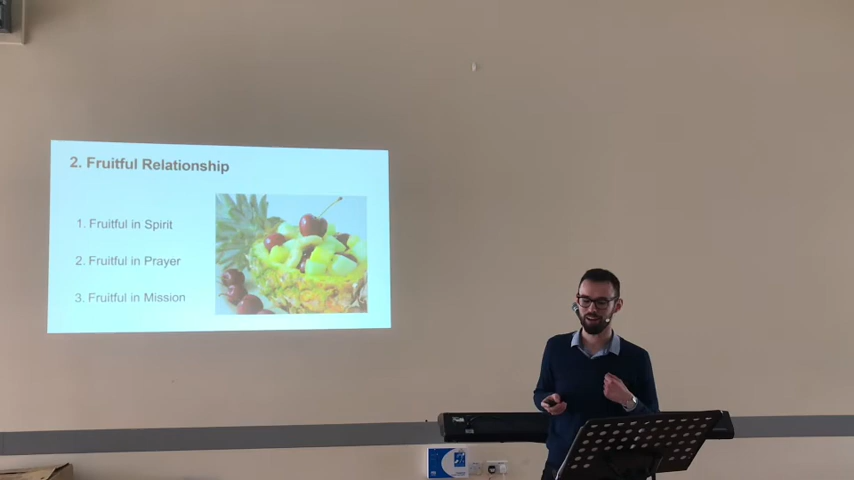 2. Fruitful Relationship
1. Fruitful in Spirit
2. Fruitful in Prayer
3. Fruitful in Mission